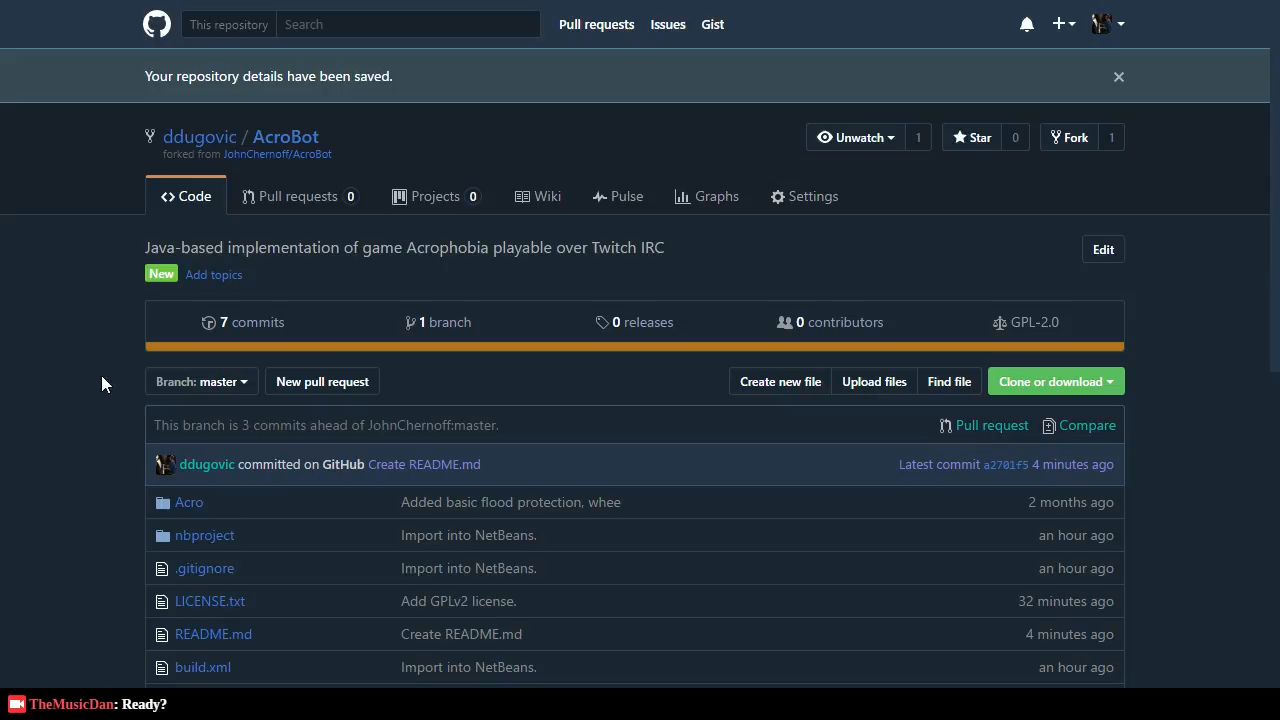 This repository Search Pull requests Issues Gist
Your repository details have been saved.
ddugovic / AcroBot Unwatch 1 Star 0 Fork 1
forked from JohnChernoff/AcroBot
Code Pull requests 0 Projects 0 Wiki Pulse Graphs Settings
Java-based implementation of game Acrophobia playable over Twitch IRC Edit
New Add topics
7 commits 1 branch 0 releases 0 contributors GPL-2.0
Branch: master New pull request Create new file Upload files Find file Clone or download
This branch is 3 commits ahead of JohnChernoff:master. Pull request Compare
ddugovic committed on GitHub Create README.md Latest commit a2701f5 4 minutes ago
Acro Added basic flood protection, whee 2 months ago
nbproject Import into NetBeans. an hour ago
.gitignore Import into NetBeans. an hour ago
LICENSE.txt Add GPLv2 license. 32 minutes ago
README.md Create README.md 4 minutes ago
build.xml Import into NetBeans. an hour ago
TheMusicDan: Ready?